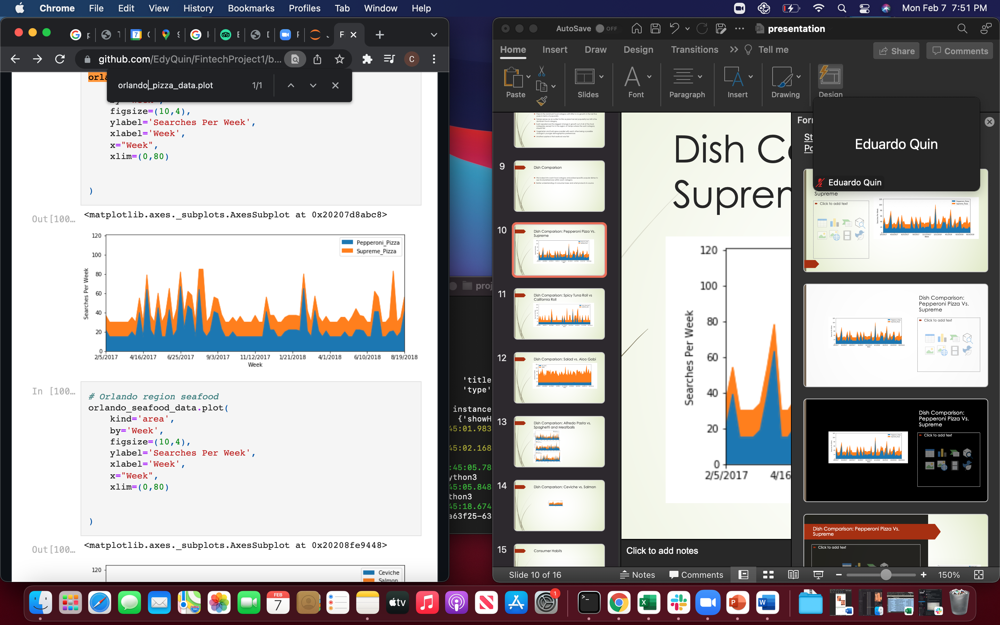 Chrome File Edit View History Bookmarks Profiles Tab Window Help
Mon Feb 7 7:51 PM
github.com/EdyQuin/FintechProject1/b...
C
orlando_pizza_data.plot 1/1
figsize=(10,4),
ylabel='Searches Per Week',
xlabel='Week',
x="Week",
xlim=(0,80)
)
Out[100...
<matplotlib.axes._subplots.AxesSubplot at 0x20207d8abc8>
Pepperoni_Pizza
Supreme_Pizza
Searches Per Week
120
100
80
60
40
20
0
2/5/2017 4/16/2017 6/25/2017 9/3/2017 11/12/2017 1/21/2018 4/1/2018 6/10/2018 8/19/2018
Week
In [100...
# Orlando region seafood
orlando_seafood_data.plot(
kind='area',
by='Week',
figsize=(10,4),
ylabel='Searches Per Week',
xlabel='Week',
x="Week",
xlim=(0,80)
)
Out[100...
<matplotlib.axes._subplots.AxesSubplot at 0x20208fe9448>
120
Ceviche
Salmon
proj
'title
'type'
instance
{'showH
45:01.983
45:02.168
:45:05.78
ython3
45:05.848
thon3
45:18.674
a63f25-63
AutoSave OFF
presentation
Home Insert Draw Design Transitions Tell me
Share Comments
Paste Slides Font Paragraph Insert Drawing Design
9
Dish Comparison
10
Dish Comparison: Pepperoni Pizza Vs.
Supreme
11
Dish Comparison: Spicy Tuna Roll vs
California Roll
12
Dish Comparison: Salad vs. Aloo Gobi
13
Dish Comparison: Alfredo Pasta vs.
Spaghetti and Meatballs
14
Dish Comparison: Ceviche vs. Salmon
15
Consumer Habits
Dish C
Suprem
Searches Per Week
120
100
80
60
40
20
0
2/5/2017 4/16
Click to add notes
Eduardo Quin
Eduardo Quin
Supreme
Click to add text
Dish Comparison:
Pepperoni Pizza Vs.
Supreme
Click to add text
Dish Comparison:
Pepperoni Pizza Vs.
Supreme
Click to add text
Dish Comparison: Pepperoni Pizza Vs.
Supreme
Click to add text
Slide 10 of 16 Notes Comments 150%
FEB
7
280
tv
1